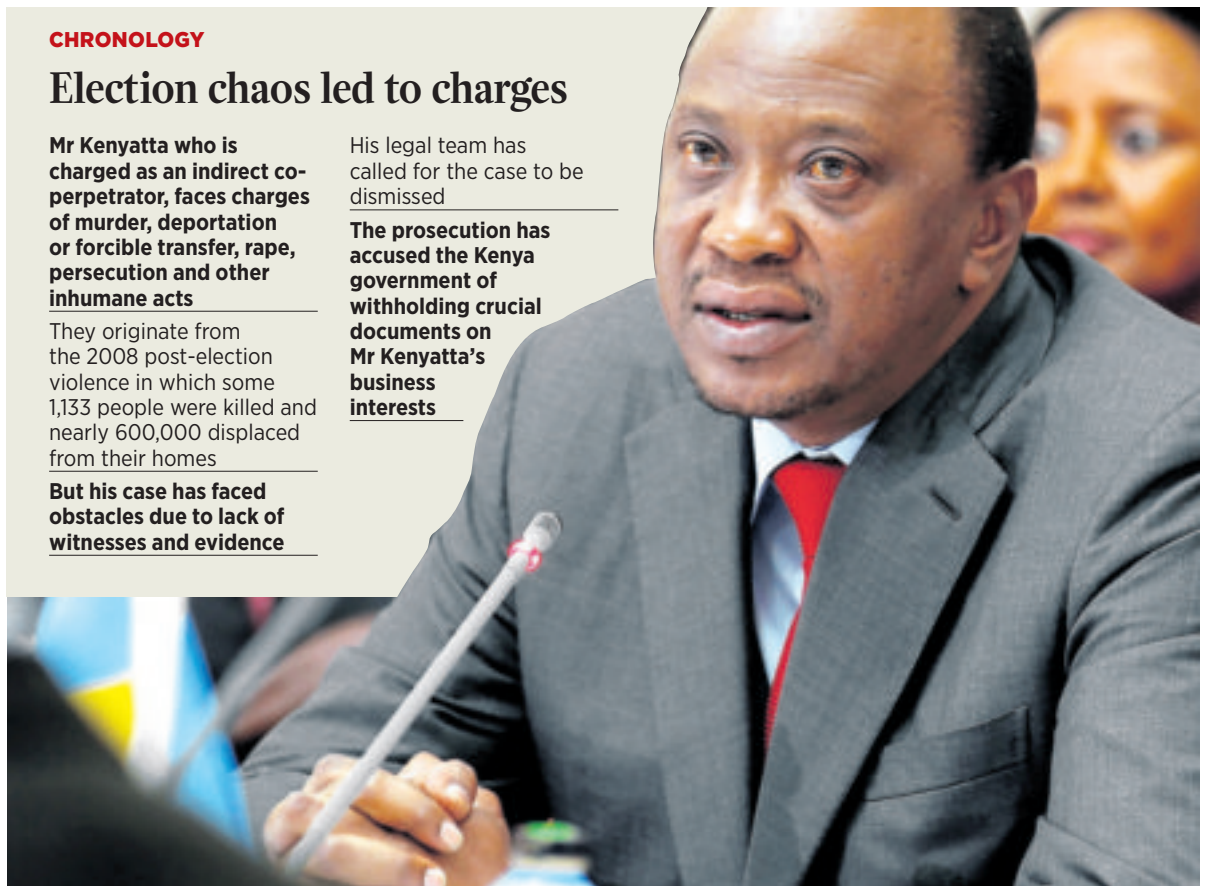 CHRONOLOGY
Election chaos led to charges
Mr Kenyatta who is
charged as an indirect co-
perpetrator, faces charges
of murder, deportation
or forcible transfer, rape,
persecution and other
inhumane acts
They originate from
the 2008 post-election
violence in which some
1,133 people were killed and
nearly 600,000 displaced
from their homes
But his case has faced
obstacles due to lack of
witnesses and evidence
His legal team has
called for the case to be
dismissed
The prosecution has
accused the Kenya
government of
withholding crucial
documents on
Mr Kenyatta’s
business
interests